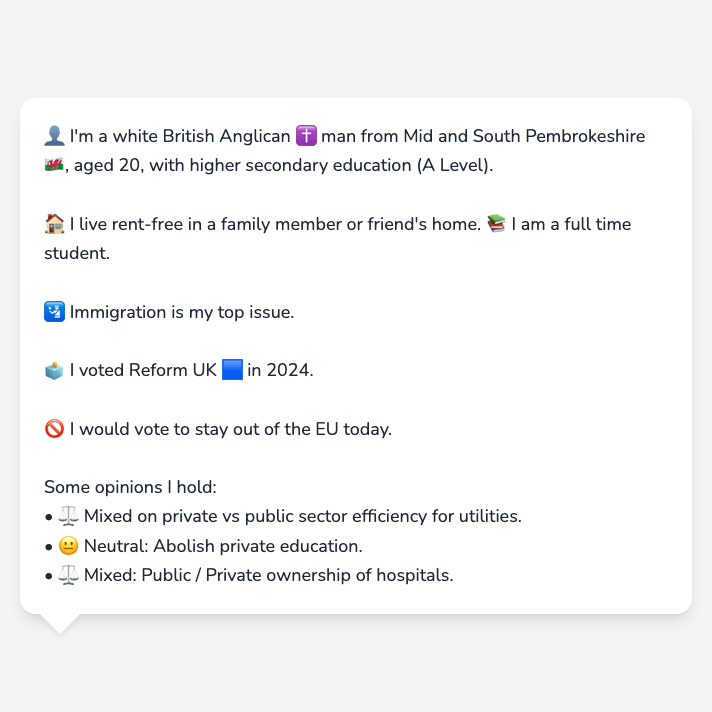 👤 I'm a white British Anglican ✝️ man from Mid and South Pembrokeshire
🏴󠁧󠁢󠁷󠁬󠁳󠁿, aged 20, with higher secondary education (A Level).
🏠 I live rent-free in a family member or friend's home. 📚 I am a full time
student.
🛂 Immigration is my top issue.
🗳️ I voted Reform UK 🟦 in 2024.
🚫 I would vote to stay out of the EU today.
Some opinions I hold:
• ⚖️ Mixed on private vs public sector efficiency for utilities.
• 😐 Neutral: Abolish private education.
• ⚖️ Mixed: Public / Private ownership of hospitals.